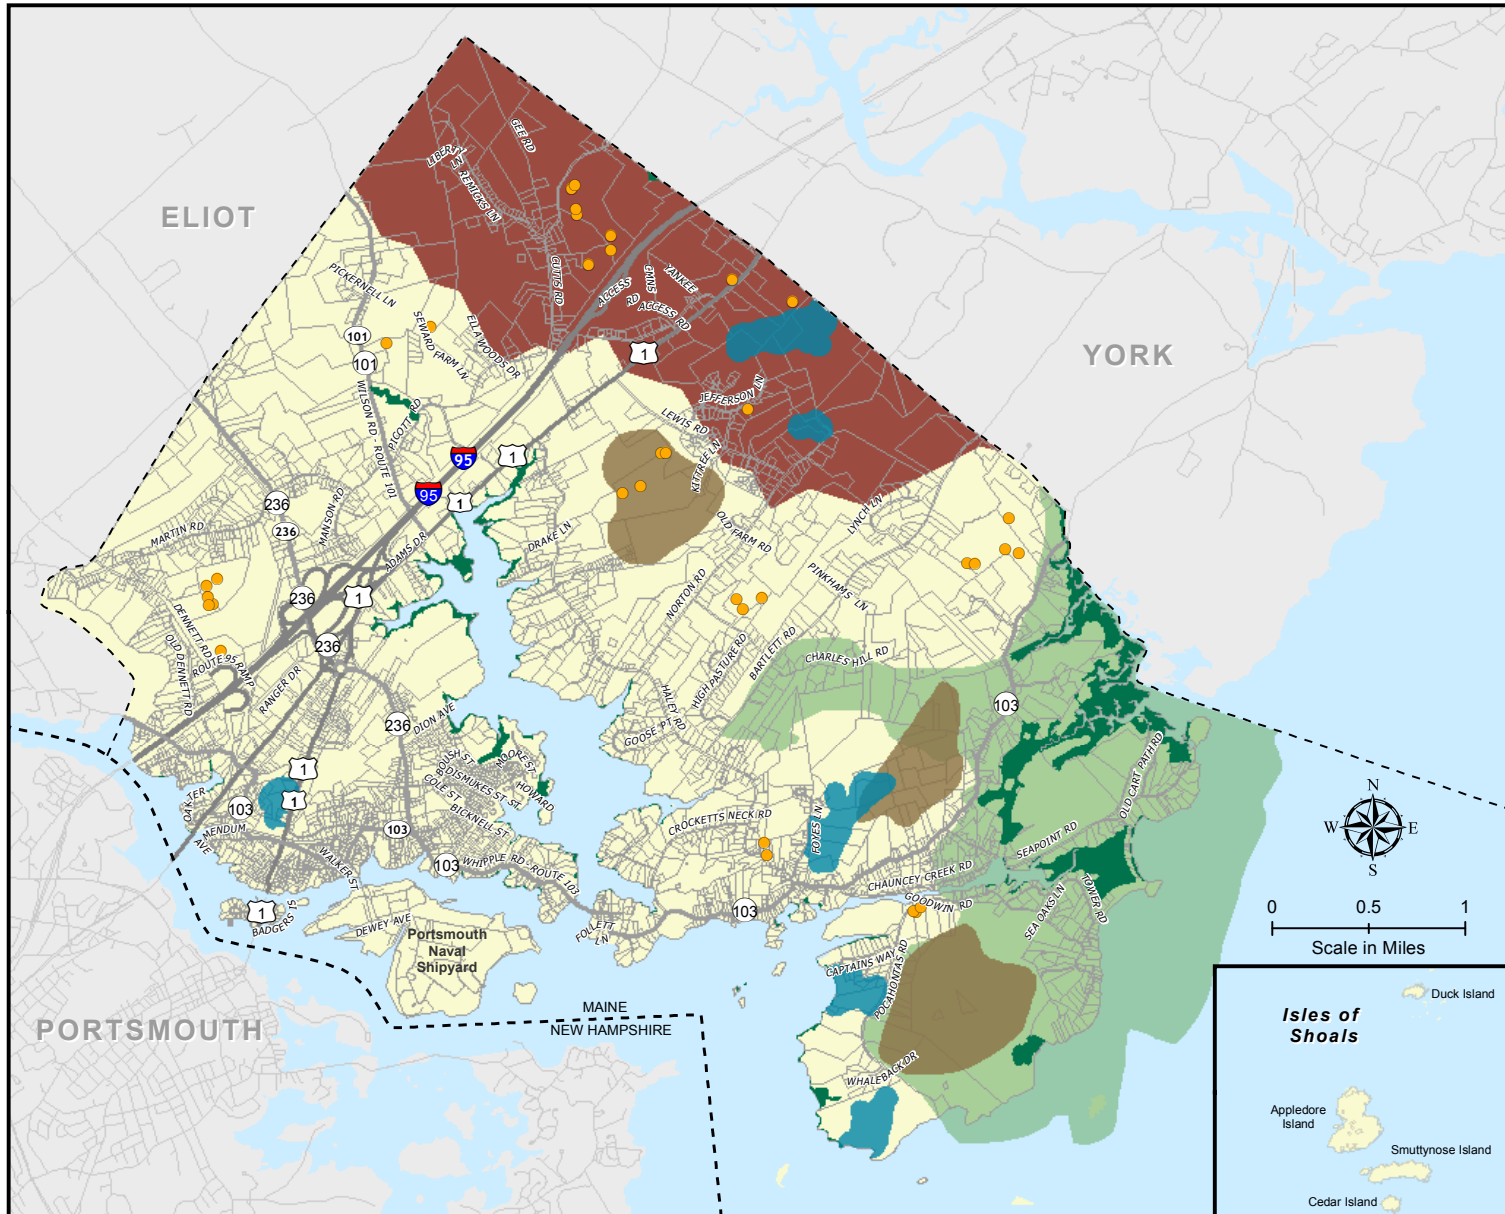 ELIOT
YORK
PORTSMOUTH
GEE RD
LIBERTY LN
REMICKS LN
CUTTS RD
ACCESS RD
YANKEE CMNS
ACCESS RD
PICKERNELL LN
SEWARD FARM LN
ELLA WOODS DR
101
101
1
WILSON RD - ROUTE 101
PICOTT RD
JEFFERSON LN
LEWIS RD
KITTREE LN
95
1
95
1
236
236
MARTIN RD
MANSON RD
ADAMS DR
DRAKE LN
OLD FARM RD
LYNCH LN
NORTON RD
PINKHAMS LN
236
1
236
DENNETT RD
OLD DENNETT RD
ROUTE 95 RAMP
RANGER DR
HIGH PASTURE RD
BARTLETT RD
CHARLES HILL RD
HALEY RD
GOOSE PT
103
236
DION AVE
BOUSH ST
MOORE ST
DISMUKES ST
ST
HOWARD
COLE ST
BICKNELL ST
1
1
103
OAK TER
MENDUM AVE
103
WALKER ST
103
WHIPPLE RD - ROUTE 103
CROCKETTS NECK RD
FOYES LN
OLD CART PATH RD
SEAPOINT RD
CHAUNCEY CREEK RD
GOODWIN RD
SEA OAKS LN
TOWER RD
1
BADGERS IS
DEWEY AVE
Portsmouth
Naval
Shipyard
FOLLETT LN
103
CAPTAINS WAY
POCAHONTAS RD
WHALEBACK DR
MAINE
NEW HAMPSHIRE
N
W
E
S
0
0.5
1
Scale in Miles
Isles of
Shoals
Duck Island
Appledore
Island
Smuttynose Island
Cedar Island